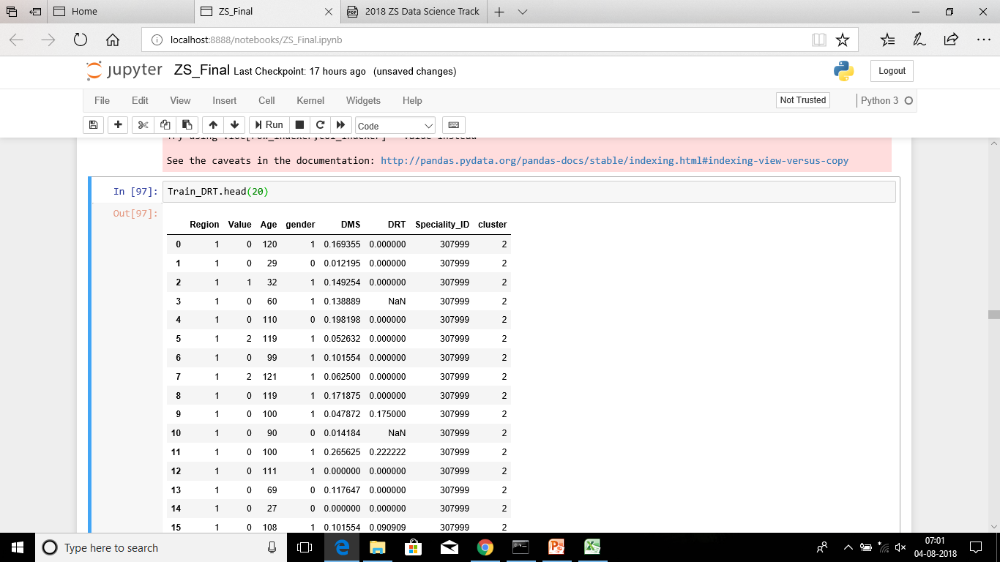 Home
ZS_Final
2018 ZS Data Science Track
localhost:8888/notebooks/ZS_Final.ipynb
jupyter ZS_Final Last Checkpoint: 17 hours ago (unsaved changes)
Logout
File Edit View Insert Cell Kernel Widgets Help
Not Trusted
Python 3
Run
Code
See the caveats in the documentation: http://pandas.pydata.org/pandas-docs/stable/indexing.html#indexing-view-versus-copy
In [97]: Train_DRT.head(20)
Out[97]:
Region Value Age gender DMS DRT Speciality_ID cluster
0 1 0 120 1 0.169355 0.000000 307999 2
1 1 0 29 0 0.012195 0.000000 307999 2
2 1 1 32 1 0.149254 0.000000 307999 2
3 1 0 60 1 0.138889 NaN 307999 2
4 1 0 110 0 0.198198 0.000000 307999 2
5 1 2 119 1 0.052632 0.000000 307999 2
6 1 0 99 1 0.101554 0.000000 307999 2
7 1 2 121 1 0.062500 0.000000 307999 2
8 1 0 119 1 0.171875 0.000000 307999 2
9 1 0 100 1 0.047872 0.175000 307999 2
10 1 0 90 0 0.014184 NaN 307999 2
11 1 0 100 1 0.265625 0.222222 307999 2
12 1 0 111 1 0.000000 0.000000 307999 2
13 1 0 69 0 0.117647 0.000000 307999 2
14 1 0 27 0 0.000000 0.000000 307999 2
15 1 0 108 1 0.101554 0.090909 307999 2
Type here to search
07:01
04-08-2018